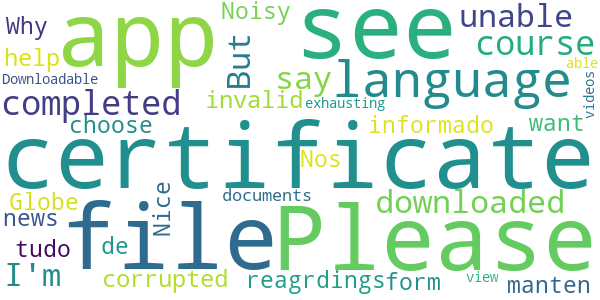 Why app Noisy But see unable
help say course
Downloadable language able
completed invalid exhausting videos
choose informado want
certificate
Nos
Globe Nice documents downloaded
news file Please
tudo de reagrdings form view
I'm corrupted manten